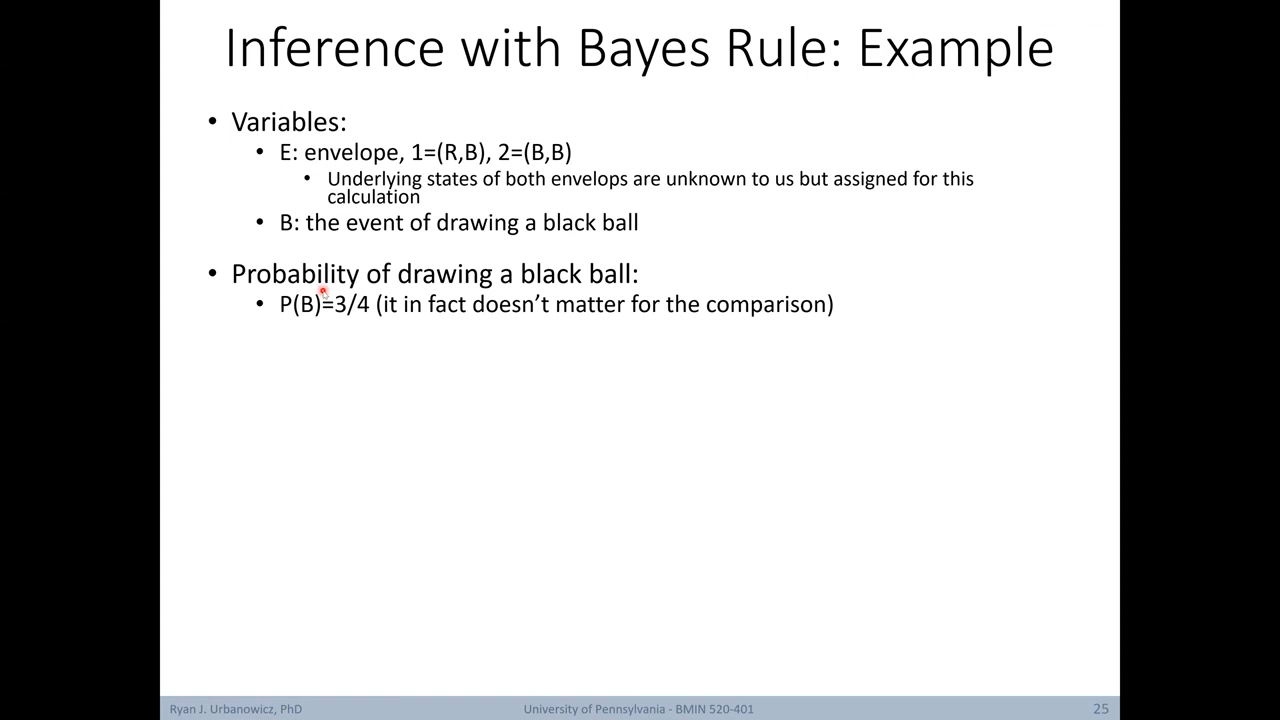 Inference with Bayes Rule: Example
• Variables:
• E: envelope, 1=(R,B), 2=(B,B)
• Underlying states of both envelops are unknown to us but assigned for this
calculation
• B: the event of drawing a black ball
• Probability of drawing a black ball:
• P(B)=3/4 (it in fact doesn’t matter for the comparison)
Ryan J. Urbanowicz, PhD
University of Pennsylvania - BMIN 520-401
25